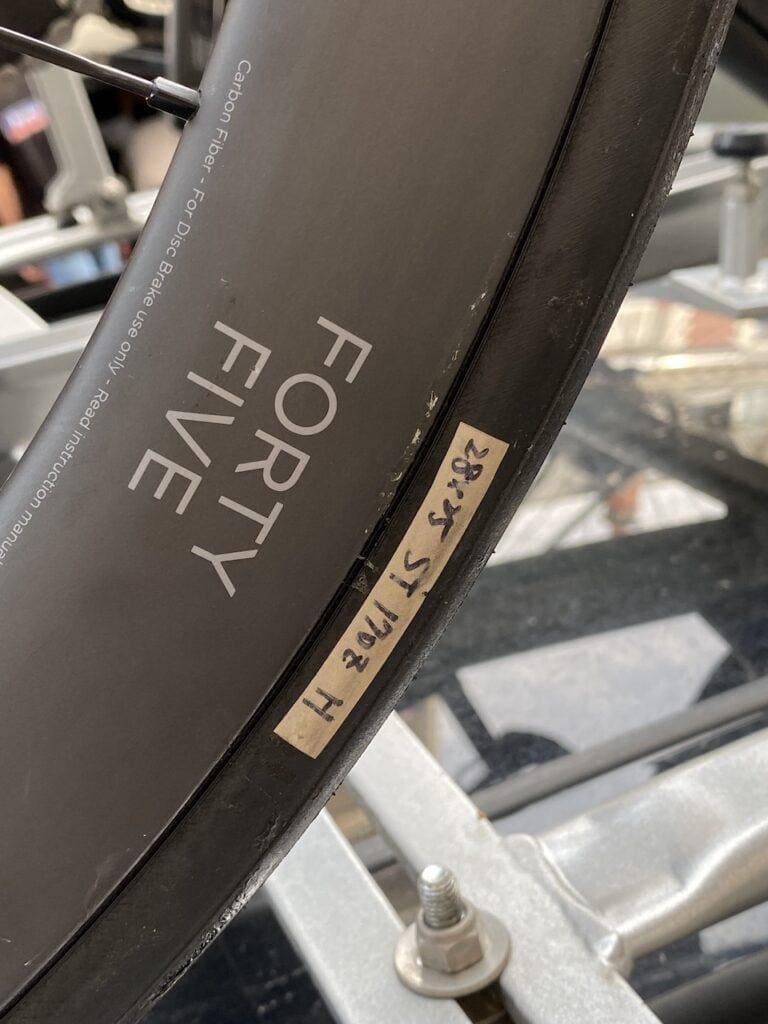 Carbon Fiber - For Disc Brake use only - Read instruction manual
FORTY
FIVE
28x25 ST 1702 H